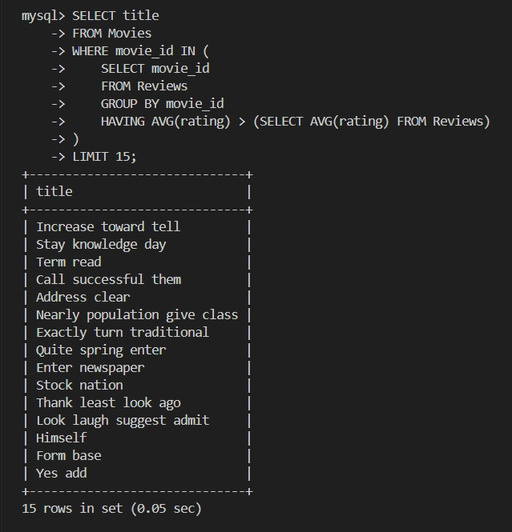 mysql> SELECT title
    -> FROM Movies
    -> WHERE movie_id IN (
    ->     SELECT movie_id
    ->     FROM Reviews
    ->     GROUP BY movie_id
    ->     HAVING AVG(rating) > (SELECT AVG(rating) FROM Reviews)
    -> )
    -> LIMIT 15;
+-----------------------------+
| title                       |
+-----------------------------+
| Increase toward tell        |
| Stay knowledge day          |
| Term read                   |
| Call successful them        |
| Address clear               |
| Nearly population give class |
| Exactly turn traditional    |
| Quite spring enter          |
| Enter newspaper             |
| Stock nation                |
| Thank least look ago        |
| Look laugh suggest admit    |
| Himself                     |
| Form base                   |
| Yes add                     |
+-----------------------------+
15 rows in set (0.05 sec)